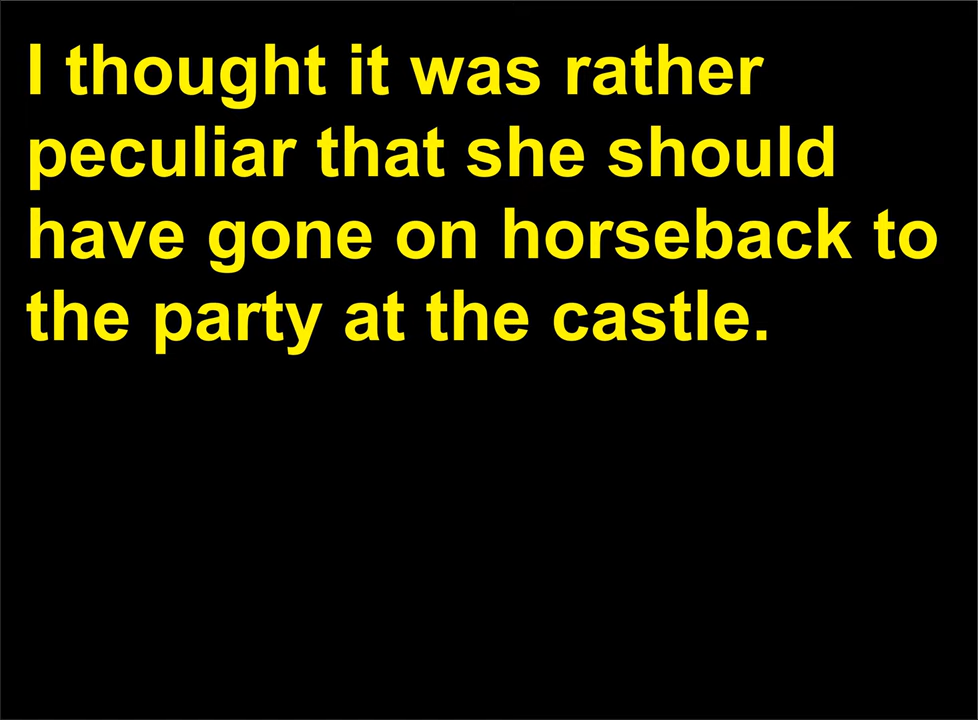 I thought it was rather
peculiar that she should
have gone on horseback to
the party at the castle.